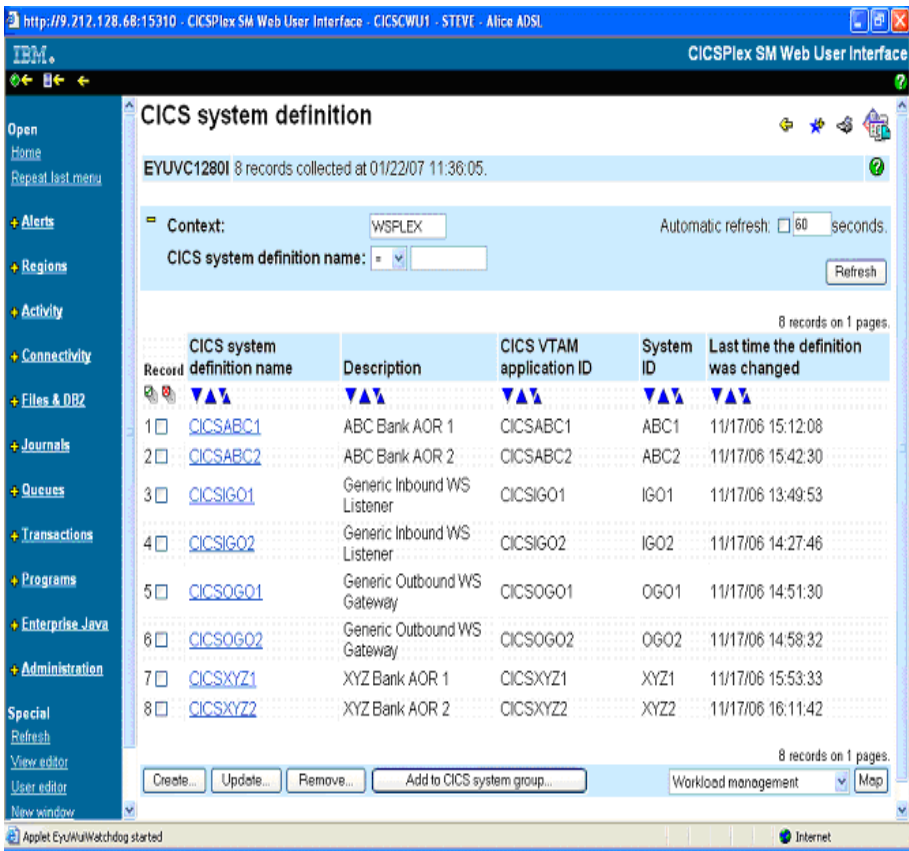 http://9.212.128.68:15310 - CICSPlex SM Web User Interface - CICSCWU1 - STEVE - Alice ADSL
IBM.
CICSPlex SM Web User Interface
Open
Home
Repeat last menu
Alerts
Regions
Activity
Connectivity
Files & DB2
Journals
Queues
Transactions
Programs
Enterprise Java
Administration
Special
Refresh
View editor
User editor
New window
CICS system definition
EYUVC1280I 8 records collected at 01/22/07 11:36:05.
Context: WSPLEX
Automatic refresh: 60 seconds.
CICS system definition name: =
Refresh
8 records on 1 pages.
Record CICS system definition name Description CICS VTAM application ID System ID Last time the definition was changed
1 CICSABC1 ABC Bank AOR 1 CICSABC1 ABC1 11/17/06 15:12:08
2 CICSABC2 ABC Bank AOR 2 CICSABC2 ABC2 11/17/06 15:42:30
3 CICSIGO1 Generic Inbound WS Listener CICSIGO1 IGO1 11/17/06 13:49:53
4 CICSIGO2 Generic Inbound WS Listener CICSIGO2 IGO2 11/17/06 14:27:46
5 CICSOGO1 Generic Outbound WS Gateway CICSOGO1 OGO1 11/17/06 14:51:30
6 CICSOGO2 Generic Outbound WS Gateway CICSOGO2 OGO2 11/17/06 14:58:32
7 CICSXYZ1 XYZ Bank AOR 1 CICSXYZ1 XYZ1 11/17/06 15:53:33
8 CICSXYZ2 XYZ Bank AOR 2 CICSXYZ2 XYZ2 11/17/06 16:11:42
8 records on 1 pages.
Create... Update... Remove... Add to CICS system group... Workload management Map
Applet EyuWuiWatchdog started
Internet